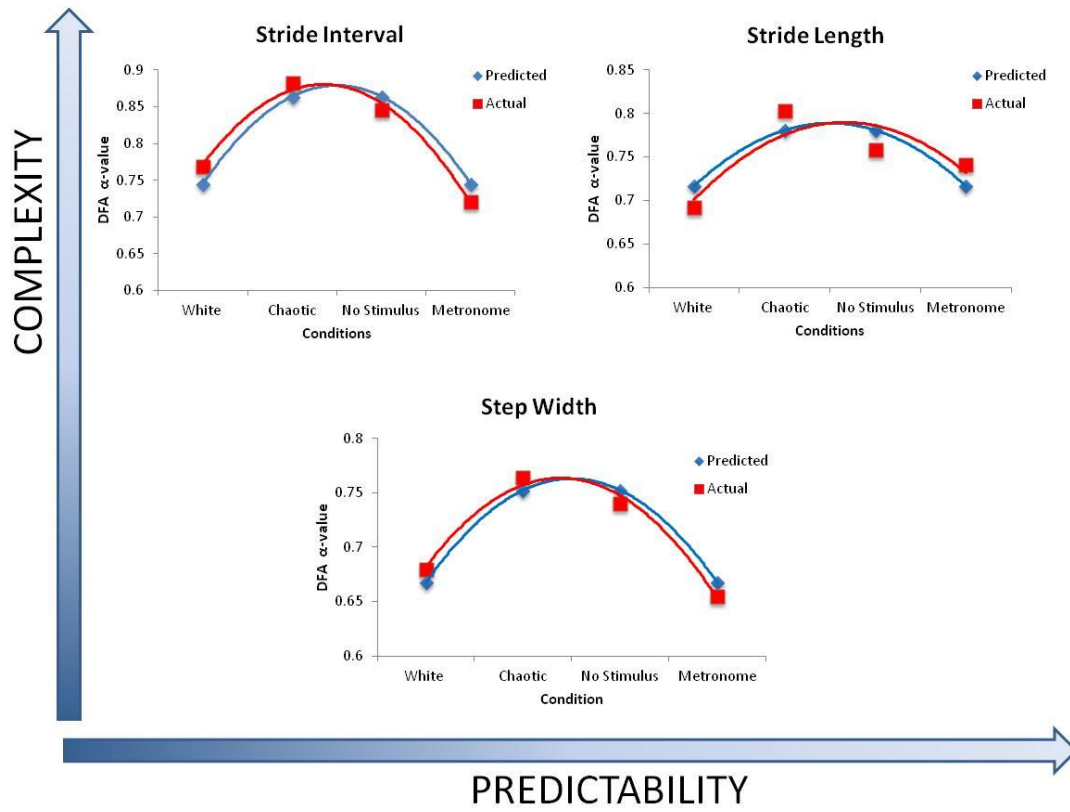 COMPLEXITY
Stride Interval
0.9
0.85
0.8
0.75
0.7
0.65
0.6
DFA α-value
White Chaotic No Stimulus Metronome
Conditions
Predicted
Actual
Stride Length
0.85
0.8
0.75
0.7
0.65
0.6
DFA α-value
White Chaotic No Stimulus Metronome
Conditions
Predicted
Actual
Step Width
0.8
0.75
0.7
0.65
0.6
DFA α-value
White Chaotic No Stimulus Metronome
Condition
Predicted
Actual
PREDICTABILITY